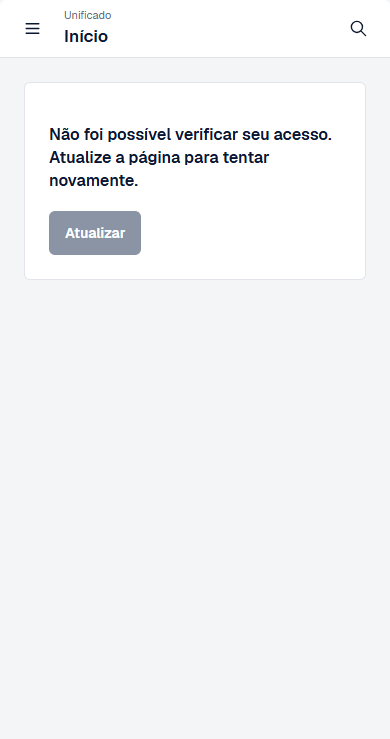 Unificado
Início
Não foi possível verificar seu acesso.
Atualize a página para tentar
novamente.
Atualizar